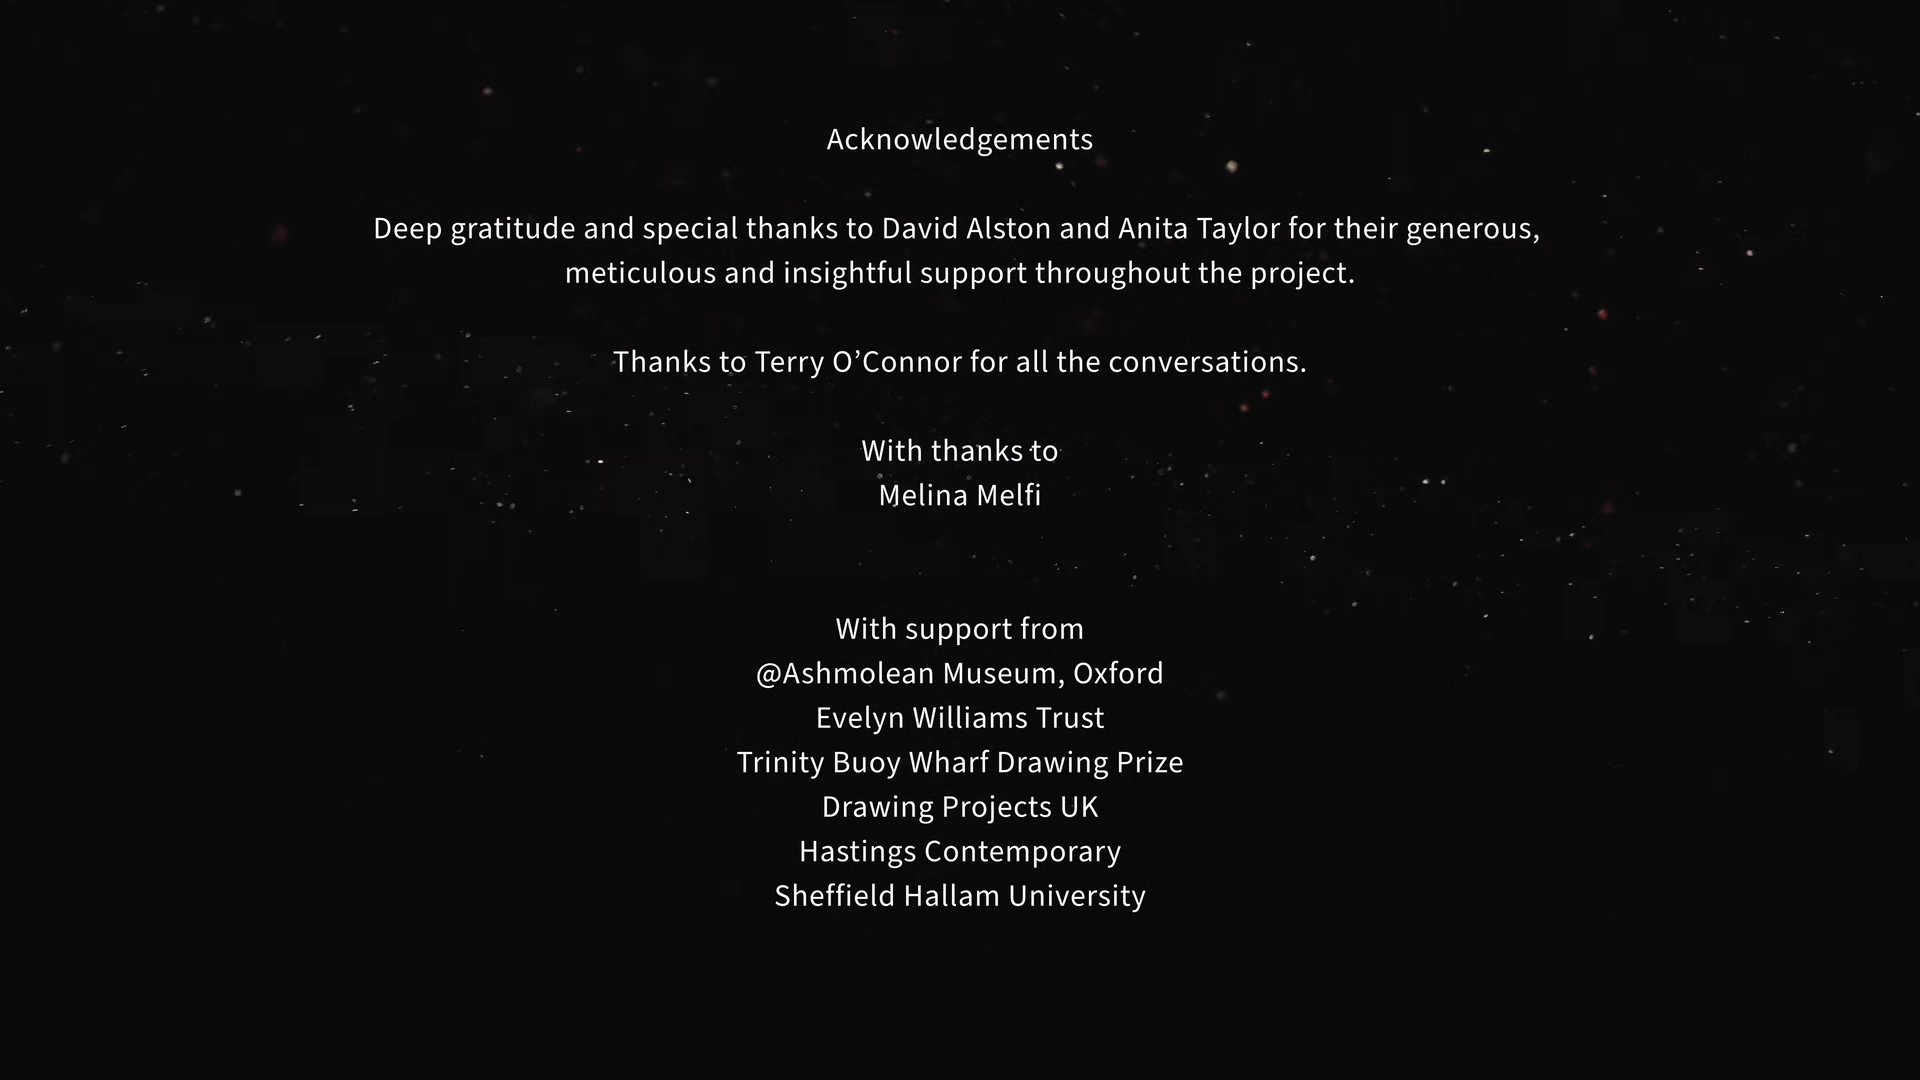 Acknowledgements
Deep gratitude and special thanks to David Alston and Anita Taylor for their generous,
meticulous and insightful support throughout the project.
Thanks to Terry O’Connor for all the conversations.
With thanks to
Melina Melfi
With support from
@Ashmolean Museum, Oxford
Evelyn Williams Trust
Trinity Buoy Wharf Drawing Prize
Drawing Projects UK
Hastings Contemporary
Sheffield Hallam University